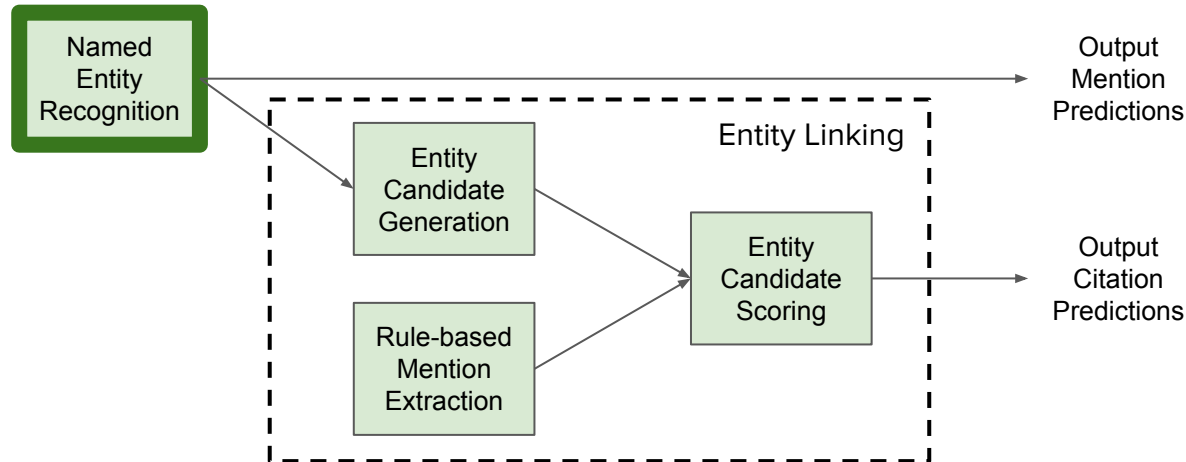 Named
Entity
Recognition
Output
Mention
Predictions
Entity Linking
Entity
Candidate
Generation
Entity
Candidate
Scoring
Output
Citation
Predictions
Rule-based
Mention
Extraction